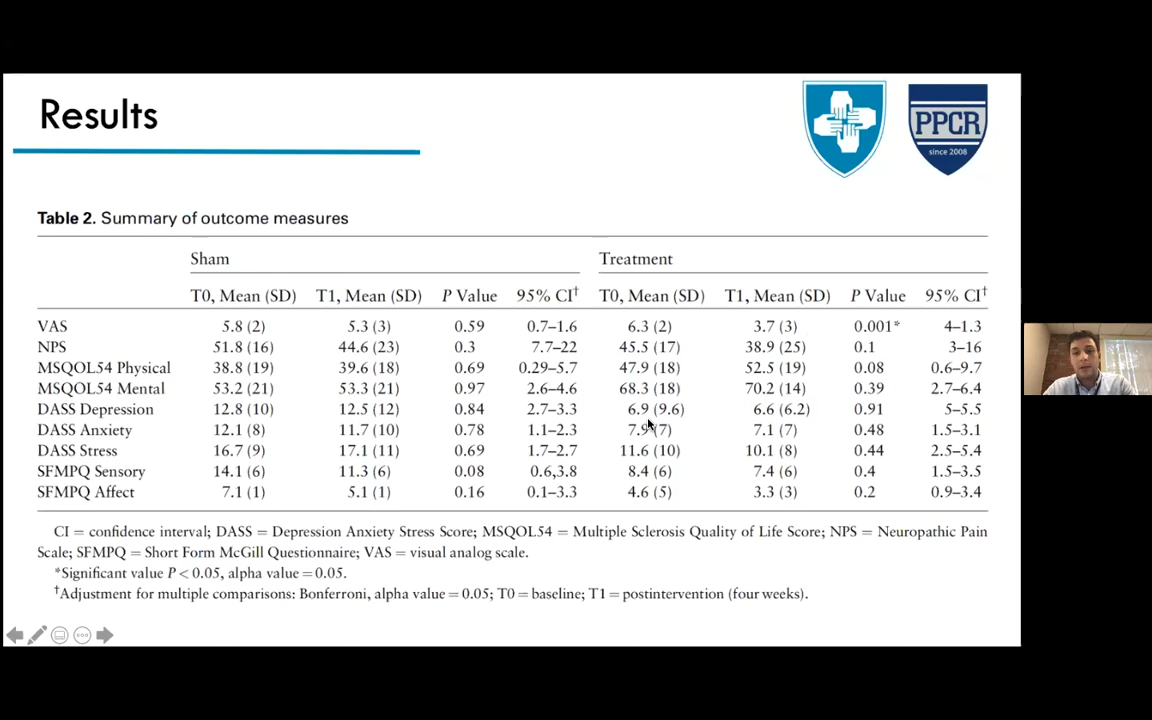 Results
PPCR
since 2008
Table 2. Summary of outcome measures
Sham Treatment
T0, Mean (SD) T1, Mean (SD) P Value 95% CI† T0, Mean (SD) T1, Mean (SD) P Value 95% CI†
VAS 5.8 (2) 5.3 (3) 0.59 0.7–1.6 6.3 (2) 3.7 (3) 0.001* 4–1.3
NPS 51.8 (16) 44.6 (23) 0.3 7.7–22 45.5 (17) 38.9 (25) 0.1 3–16
MSQOL54 Physical 38.8 (19) 39.6 (18) 0.69 0.29–5.7 47.9 (18) 52.5 (19) 0.08 0.6–9.7
MSQOL54 Mental 53.2 (21) 53.3 (21) 0.97 2.6–4.6 68.3 (18) 70.2 (14) 0.39 2.7–6.4
DASS Depression 12.8 (10) 12.5 (12) 0.84 2.7–3.3 6.9 (9.6) 6.6 (6.2) 0.91 5–5.5
DASS Anxiety 12.1 (8) 11.7 (10) 0.78 1.1–2.3 7.9 (7) 7.1 (7) 0.48 1.5–3.1
DASS Stress 16.7 (9) 17.1 (11) 0.69 1.7–2.7 11.6 (10) 10.1 (8) 0.44 2.5–5.4
SFMPQ Sensory 14.1 (6) 11.3 (6) 0.08 0.6,3.8 8.4 (6) 7.4 (6) 0.4 1.5–3.5
SFMPQ Affect 7.1 (1) 5.1 (1) 0.16 0.1–3.3 4.6 (5) 3.3 (3) 0.2 0.9–3.4
CI = confidence interval; DASS = Depression Anxiety Stress Score; MSQOL54 = Multiple Sclerosis Quality of Life Score; NPS = Neuropathic Pain
Scale; SFMPQ = Short Form McGill Questionnaire; VAS = visual analog scale.
*Significant value P < 0.05, alpha value = 0.05.
†Adjustment for multiple comparisons: Bonferroni, alpha value = 0.05; T0 = baseline; T1 = postintervention (four weeks).